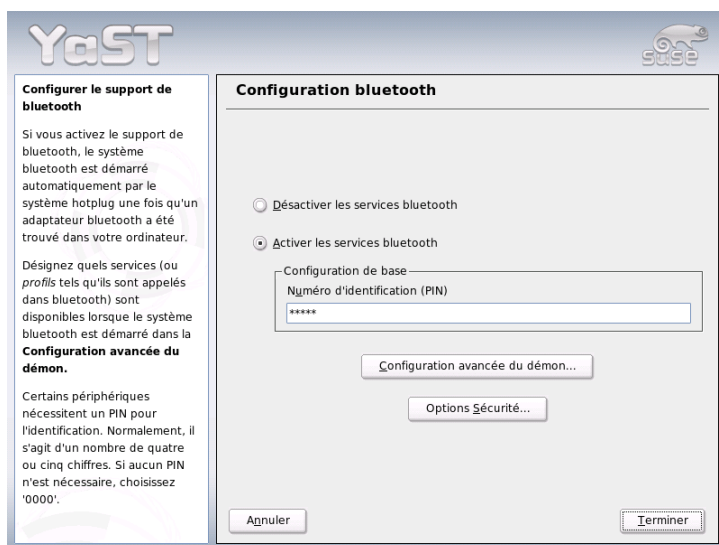 YaST
suse
Configurer le support de
bluetooth
Si vous activez le support de
bluetooth, le système
bluetooth est démarré
automatiquement par le
système hotplug une fois qu'un
adaptateur bluetooth a été
trouvé dans votre ordinateur.
Désignez quels services (ou
profils tels qu'ils sont appelés
dans bluetooth) sont
disponibles lorsque le système
bluetooth est démarré dans la
Configuration avancée du
démon.
Certains périphériques
nécessitent un PIN pour
l'identification. Normalement, il
s'agit d'un nombre de quatre
ou cinq chiffres. Si aucun PIN
n'est nécessaire, choisissez
'0000'.
Configuration bluetooth
Désactiver les services bluetooth
Activer les services bluetooth
Configuration de base
Numéro d'identification (PIN)
*****
Configuration avancée du démon...
Options Sécurité...
Annuler
Terminer